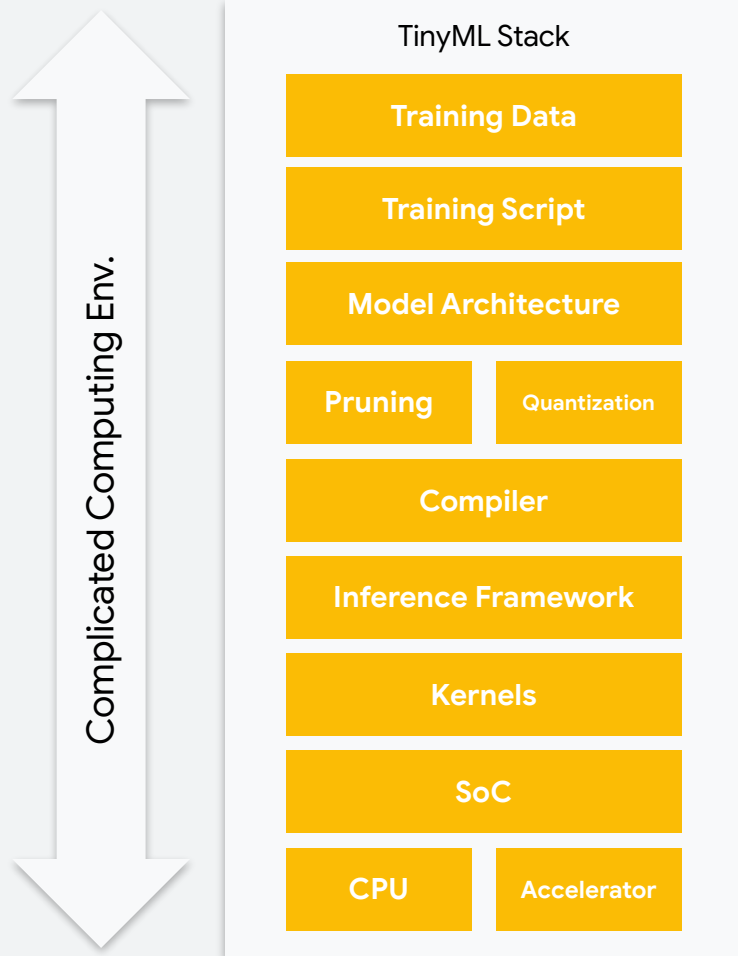 TinyML Stack
Training Data
Training Script
Model Architecture
Pruning
Quantization
Compiler
Inference Framework
Kernels
SoC
CPU
Accelerator
Complicated Computing Env.